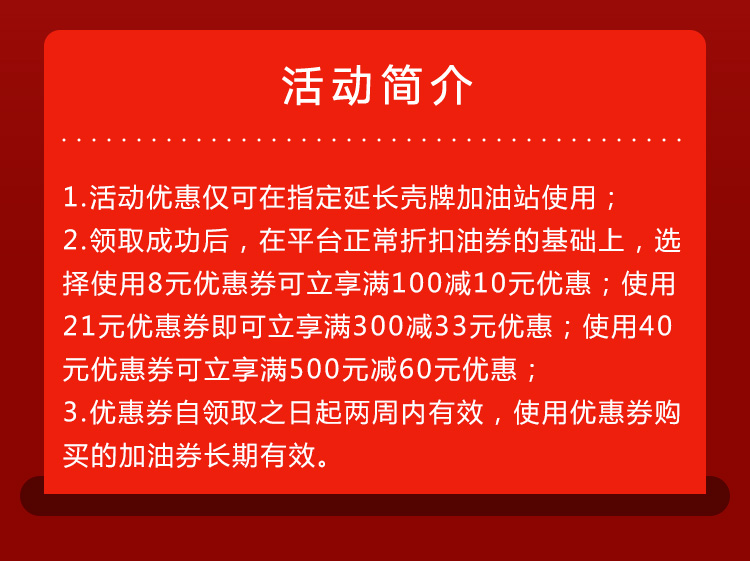 活动简介
1.活动优惠仅可在指定延长壳牌加油站使用；
2.领取成功后，在平台正常折扣油券的基础上，选
择使用8元优惠券可立享满100减10元优惠；使用
21元优惠券即可立享满300减33元优惠；使用40
元优惠券可立享满500元减60元优惠；
3.优惠券自领取之日起两周内有效，使用优惠券购
买的加油券长期有效。